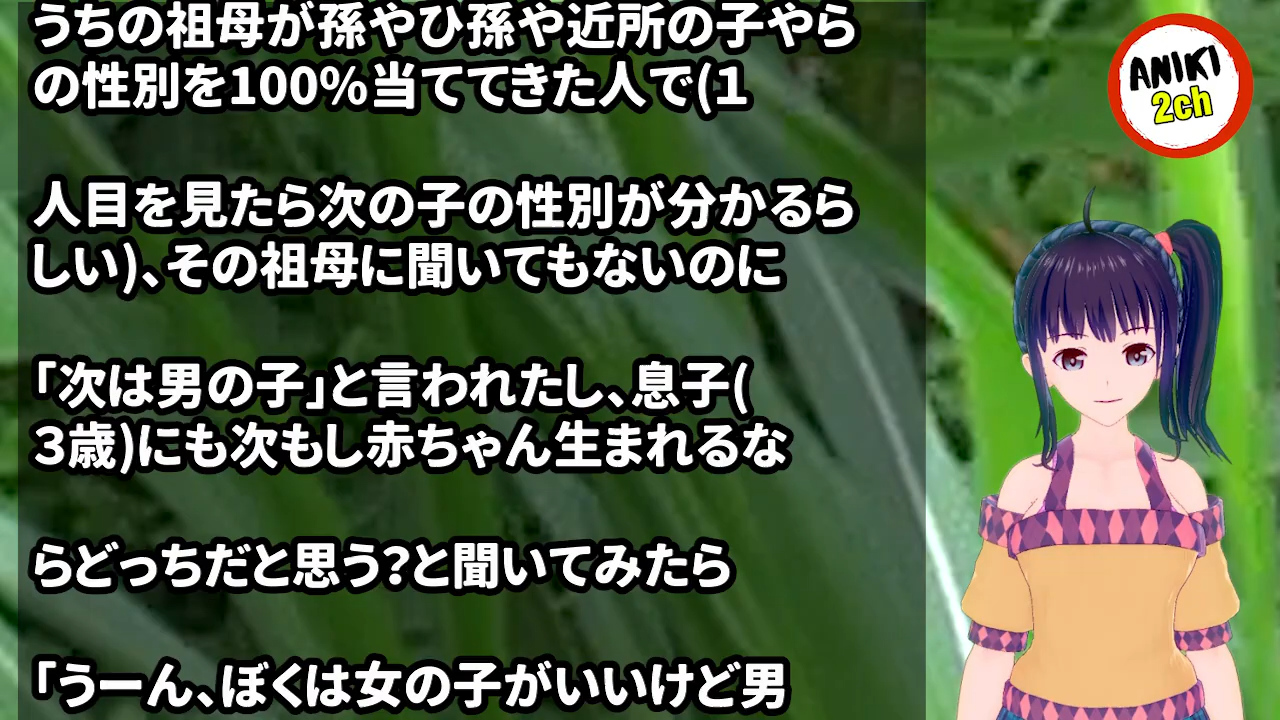 うちの祖母が孫やひ孫や近所の子やら
の性別を100%当ててきた人で(１
人目を見たら次の子の性別が分かるら
しい)、その祖母に聞いてもないのに
「次は男の子」と言われたし、息子(
３歳)にも次もし赤ちゃん生まれるな
らどっちだと思う?と聞いてみたら
「うーん、ぼくは女の子がいいけど男
ANIKI
2ch